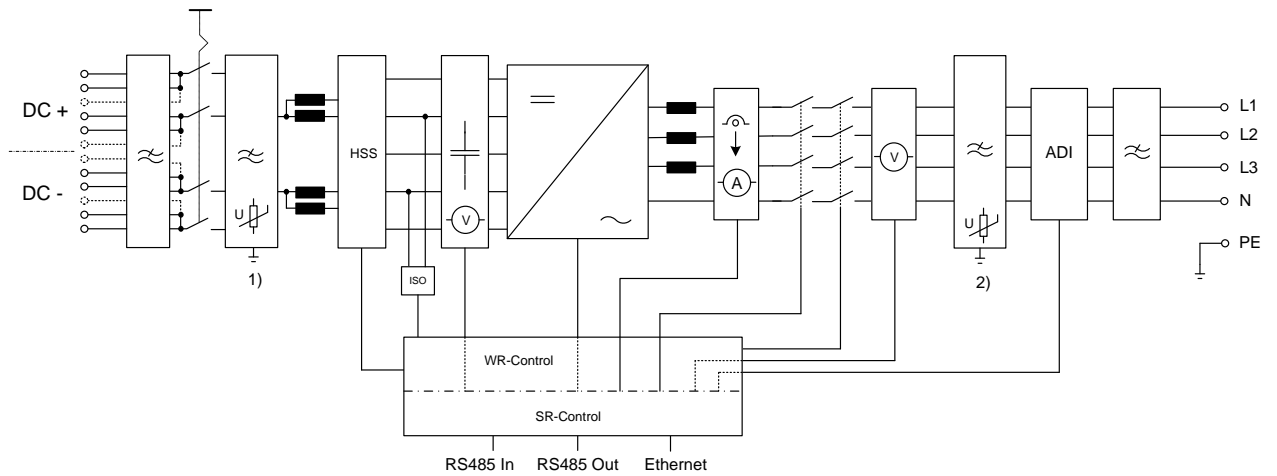 DC +
DC -
U
1)
HSS
ISO
V
A
V
U
2)
ADI
L1
L2
L3
N
PE
WR-Control
SR-Control
RS485 In
RS485 Out
Ethernet